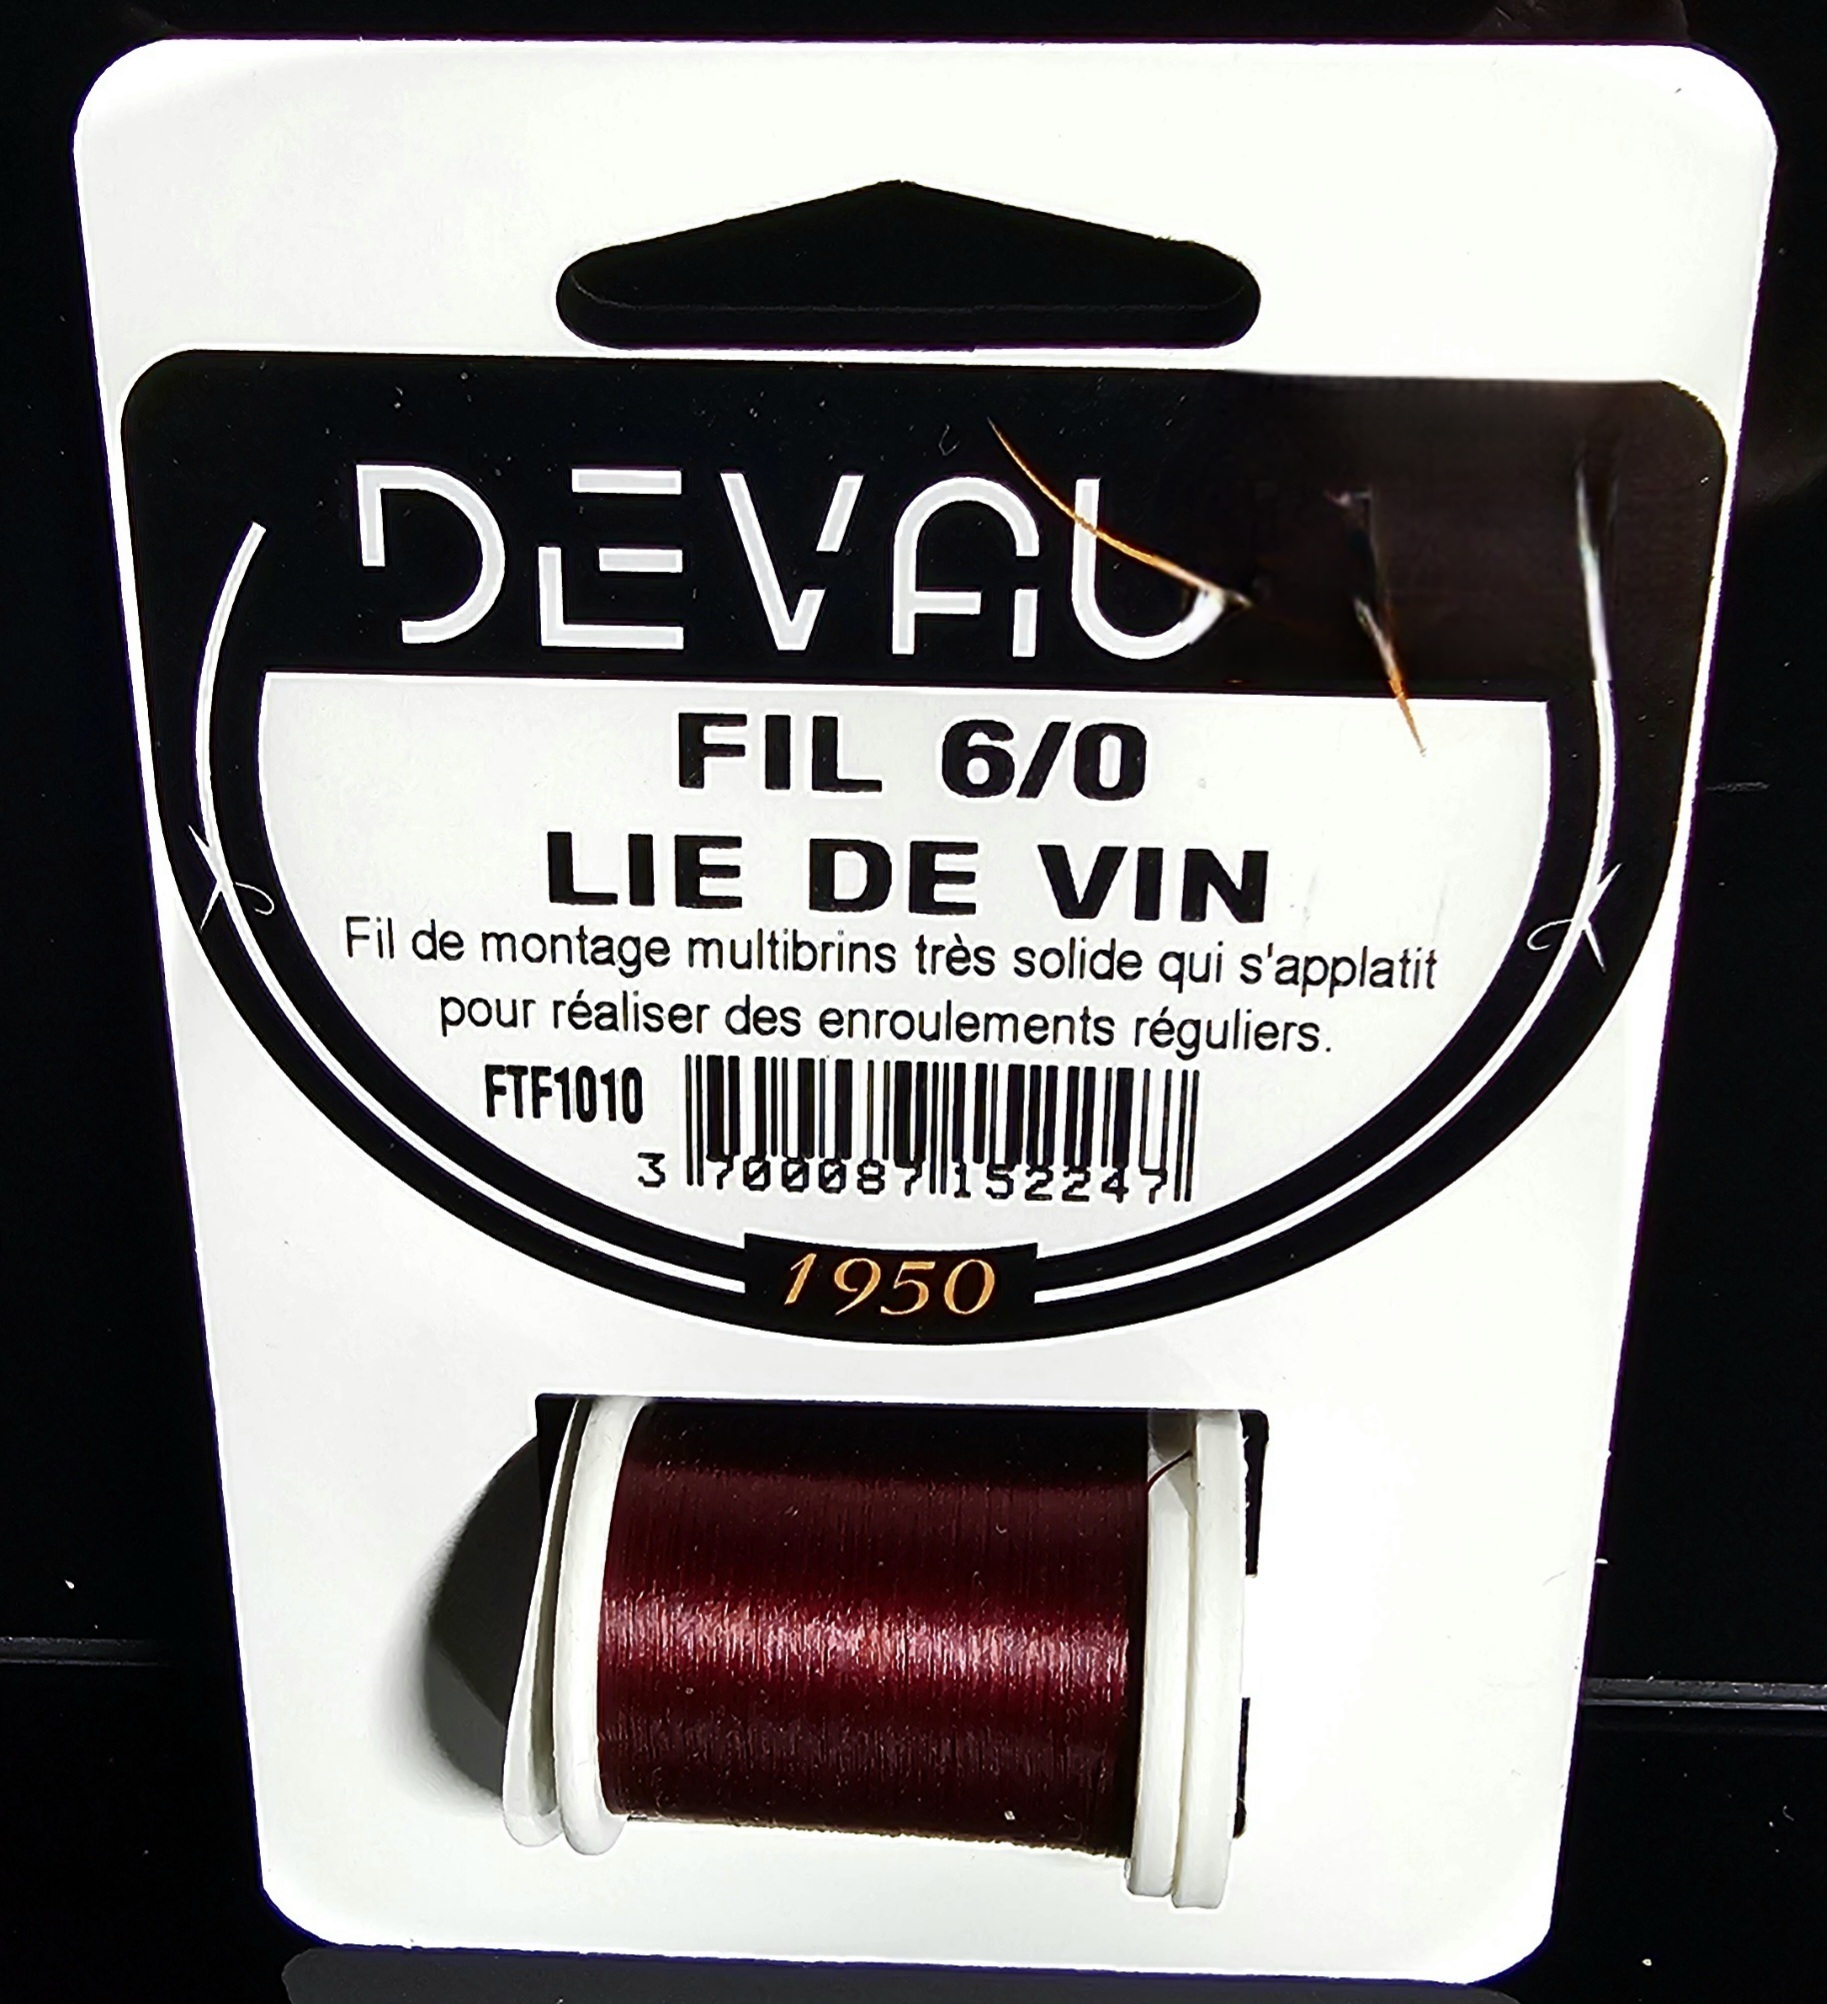 DEVAU
FIL 6/0
LIE DE VIN
Fil de montage multibrins très solide qui s'applatit
pour réaliser des enroulements réguliers.
FTF1010
3 700087 152247
1950